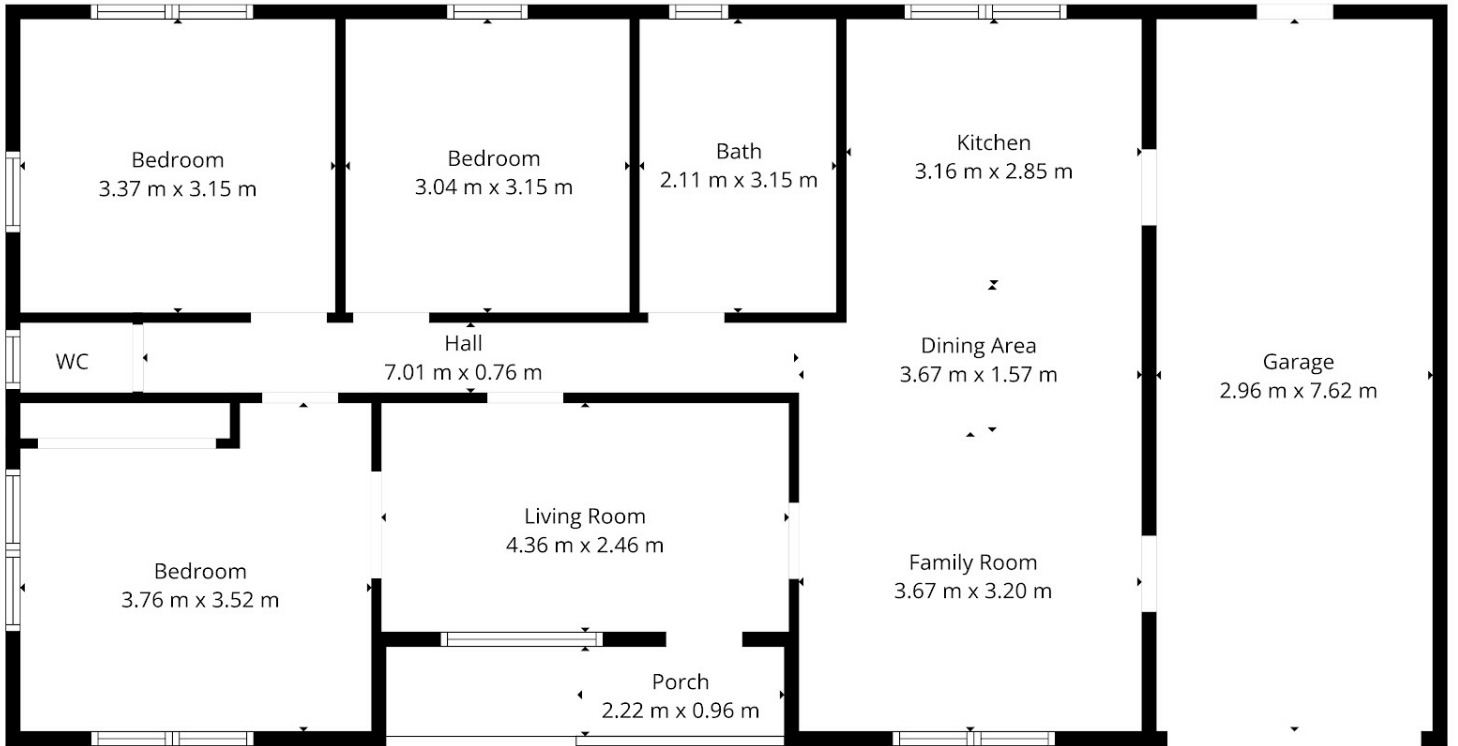 Bedroom
3.37 m x 3.15 m
Bedroom
3.04 m x 3.15 m
Bath
2.11 m x 3.15 m
Kitchen
3.16 m x 2.85 m
WC
Hall
7.01 m x 0.76 m
Dining Area
3.67 m x 1.57 m
Garage
2.96 m x 7.62 m
Bedroom
3.76 m x 3.52 m
Living Room
4.36 m x 2.46 m
Family Room
3.67 m x 3.20 m
Porch
2.22 m x 0.96 m